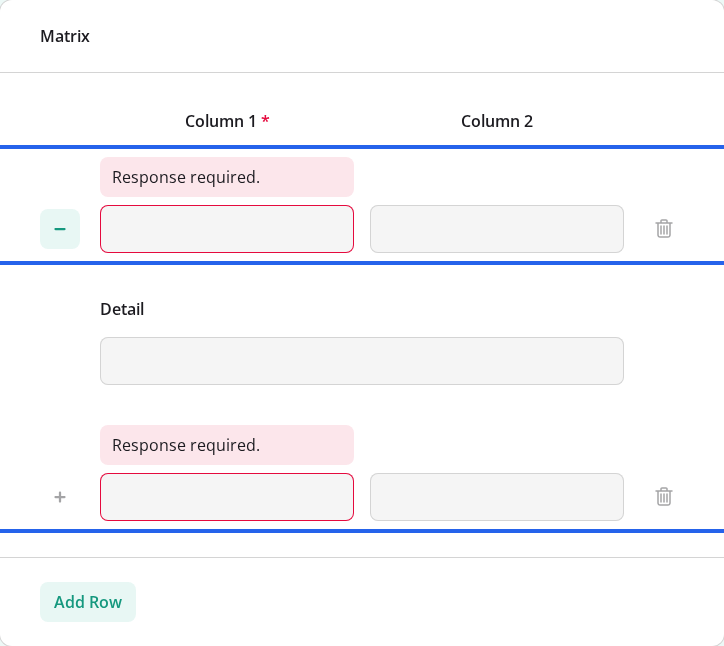 Matrix
Column 1 * Column 2
Response required.
Detail
Response required.
Add Row